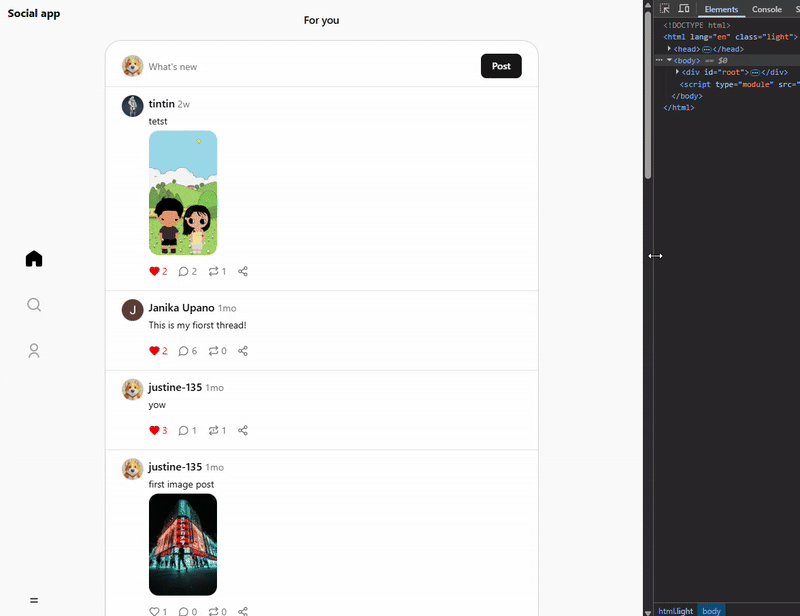 Social app
For you
What's new
Post
tintin 2w
tetst
2 2 1
J
Janika Upano 1mo
This is my fiorst thread!
2 6 0
justine-135 1mo
yow
3 1 1
justine-135 1mo
first image post
1 0 0
Elements Console S
<!DOCTYPE html>
<html lang="en" class="light">
<head>…</head>
… <body> == $0
<div id="root">…</div>
<script type="module" src="
</body>
</html>
html.light body